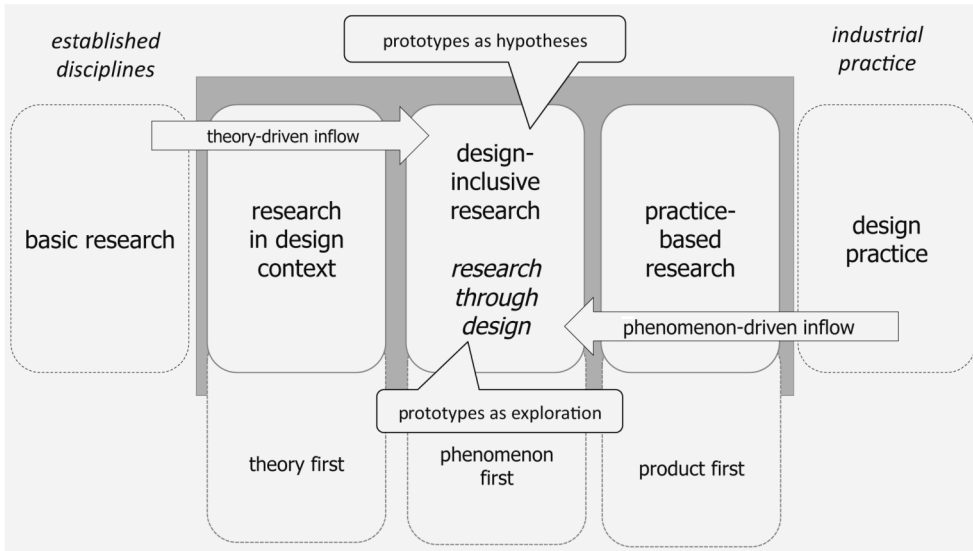 established
disciplines
prototypes as hypotheses
industrial
practice
theory-driven inflow
basic research
research
in design
context
design-
inclusive
research
research
through
design
practice-
based
research
design
practice
phenomenon-driven inflow
prototypes as exploration
theory first
phenomenon
first
product first